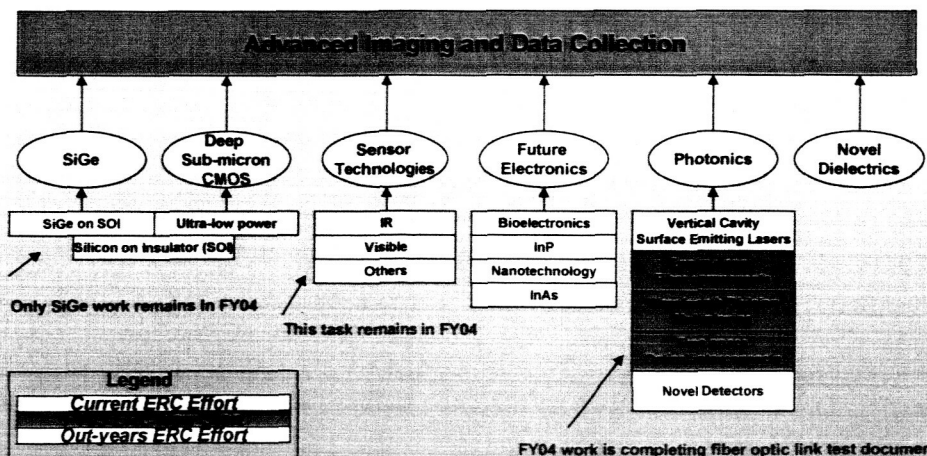 Advanced Imaging and Data Collection
SiGe
Deep
Sub-micron
CMOS
Sensor
Technologies
Future
Electronics
Photonics
Novel
Dielectrics
SiGe on SOI
Ultra-low power
Silicon on Insulator (SOI)
IR
Visible
Others
Bioelectronics
InP
Nanotechnology
InAs
Vertical Cavity
Surface Emitting Lasers
Novel Detectors
Only SiGe work remains in FY04
This task remains in FY04
Legend
Current ERC Effort
Out-years ERC Effort
FY04 work is completing fiber optic link test documen